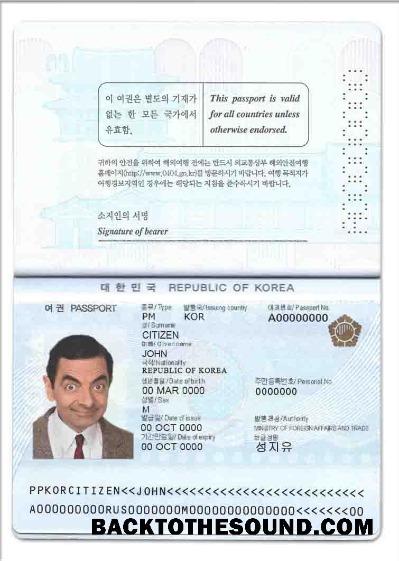 이 여권은 별도의 기재가
없는 한 모든 국가에서
유효함.
This passport is valid
for all countries unless
otherwise endorsed.
귀하의 안전을 위하여 해외여행 전에는 반드시 외교통상부 해외안전여행
홈페이지(http://www.0404.go.kr)를 방문하시기 바랍니다. 여행 목적지가
여행경보지역인 경우에는 해당되는 지침을 준수하시기 바랍니다.
소지인의 서명
Signature of bearer
대한민국 REPUBLIC OF KOREA
여권 PASSPORT
종류/Type 발행국/Issuing country 여권번호/Passport No.
PM KOR A00000000
성/Surname
CITIZEN
이름/Given name
JOHN
국적/Nationality
REPUBLIC OF KOREA
생년월일/Date of birth 주민등록번호/Personal No.
00 MAR 0000 0000000
성별/Sex
M
발급일/Date of issue 발행관청/Authority
00 OCT 0000 MINISTRY OF FOREIGN AFFAIRS AND TRADE
기간만료일/Date of expiry 한글성명
00 OCT 0000 성지유
PPKORCITIZEN<<JOHN<<<<<<<<<<<<<<<<<<<<<<<<<<
BACKTOTHESOUND.COM